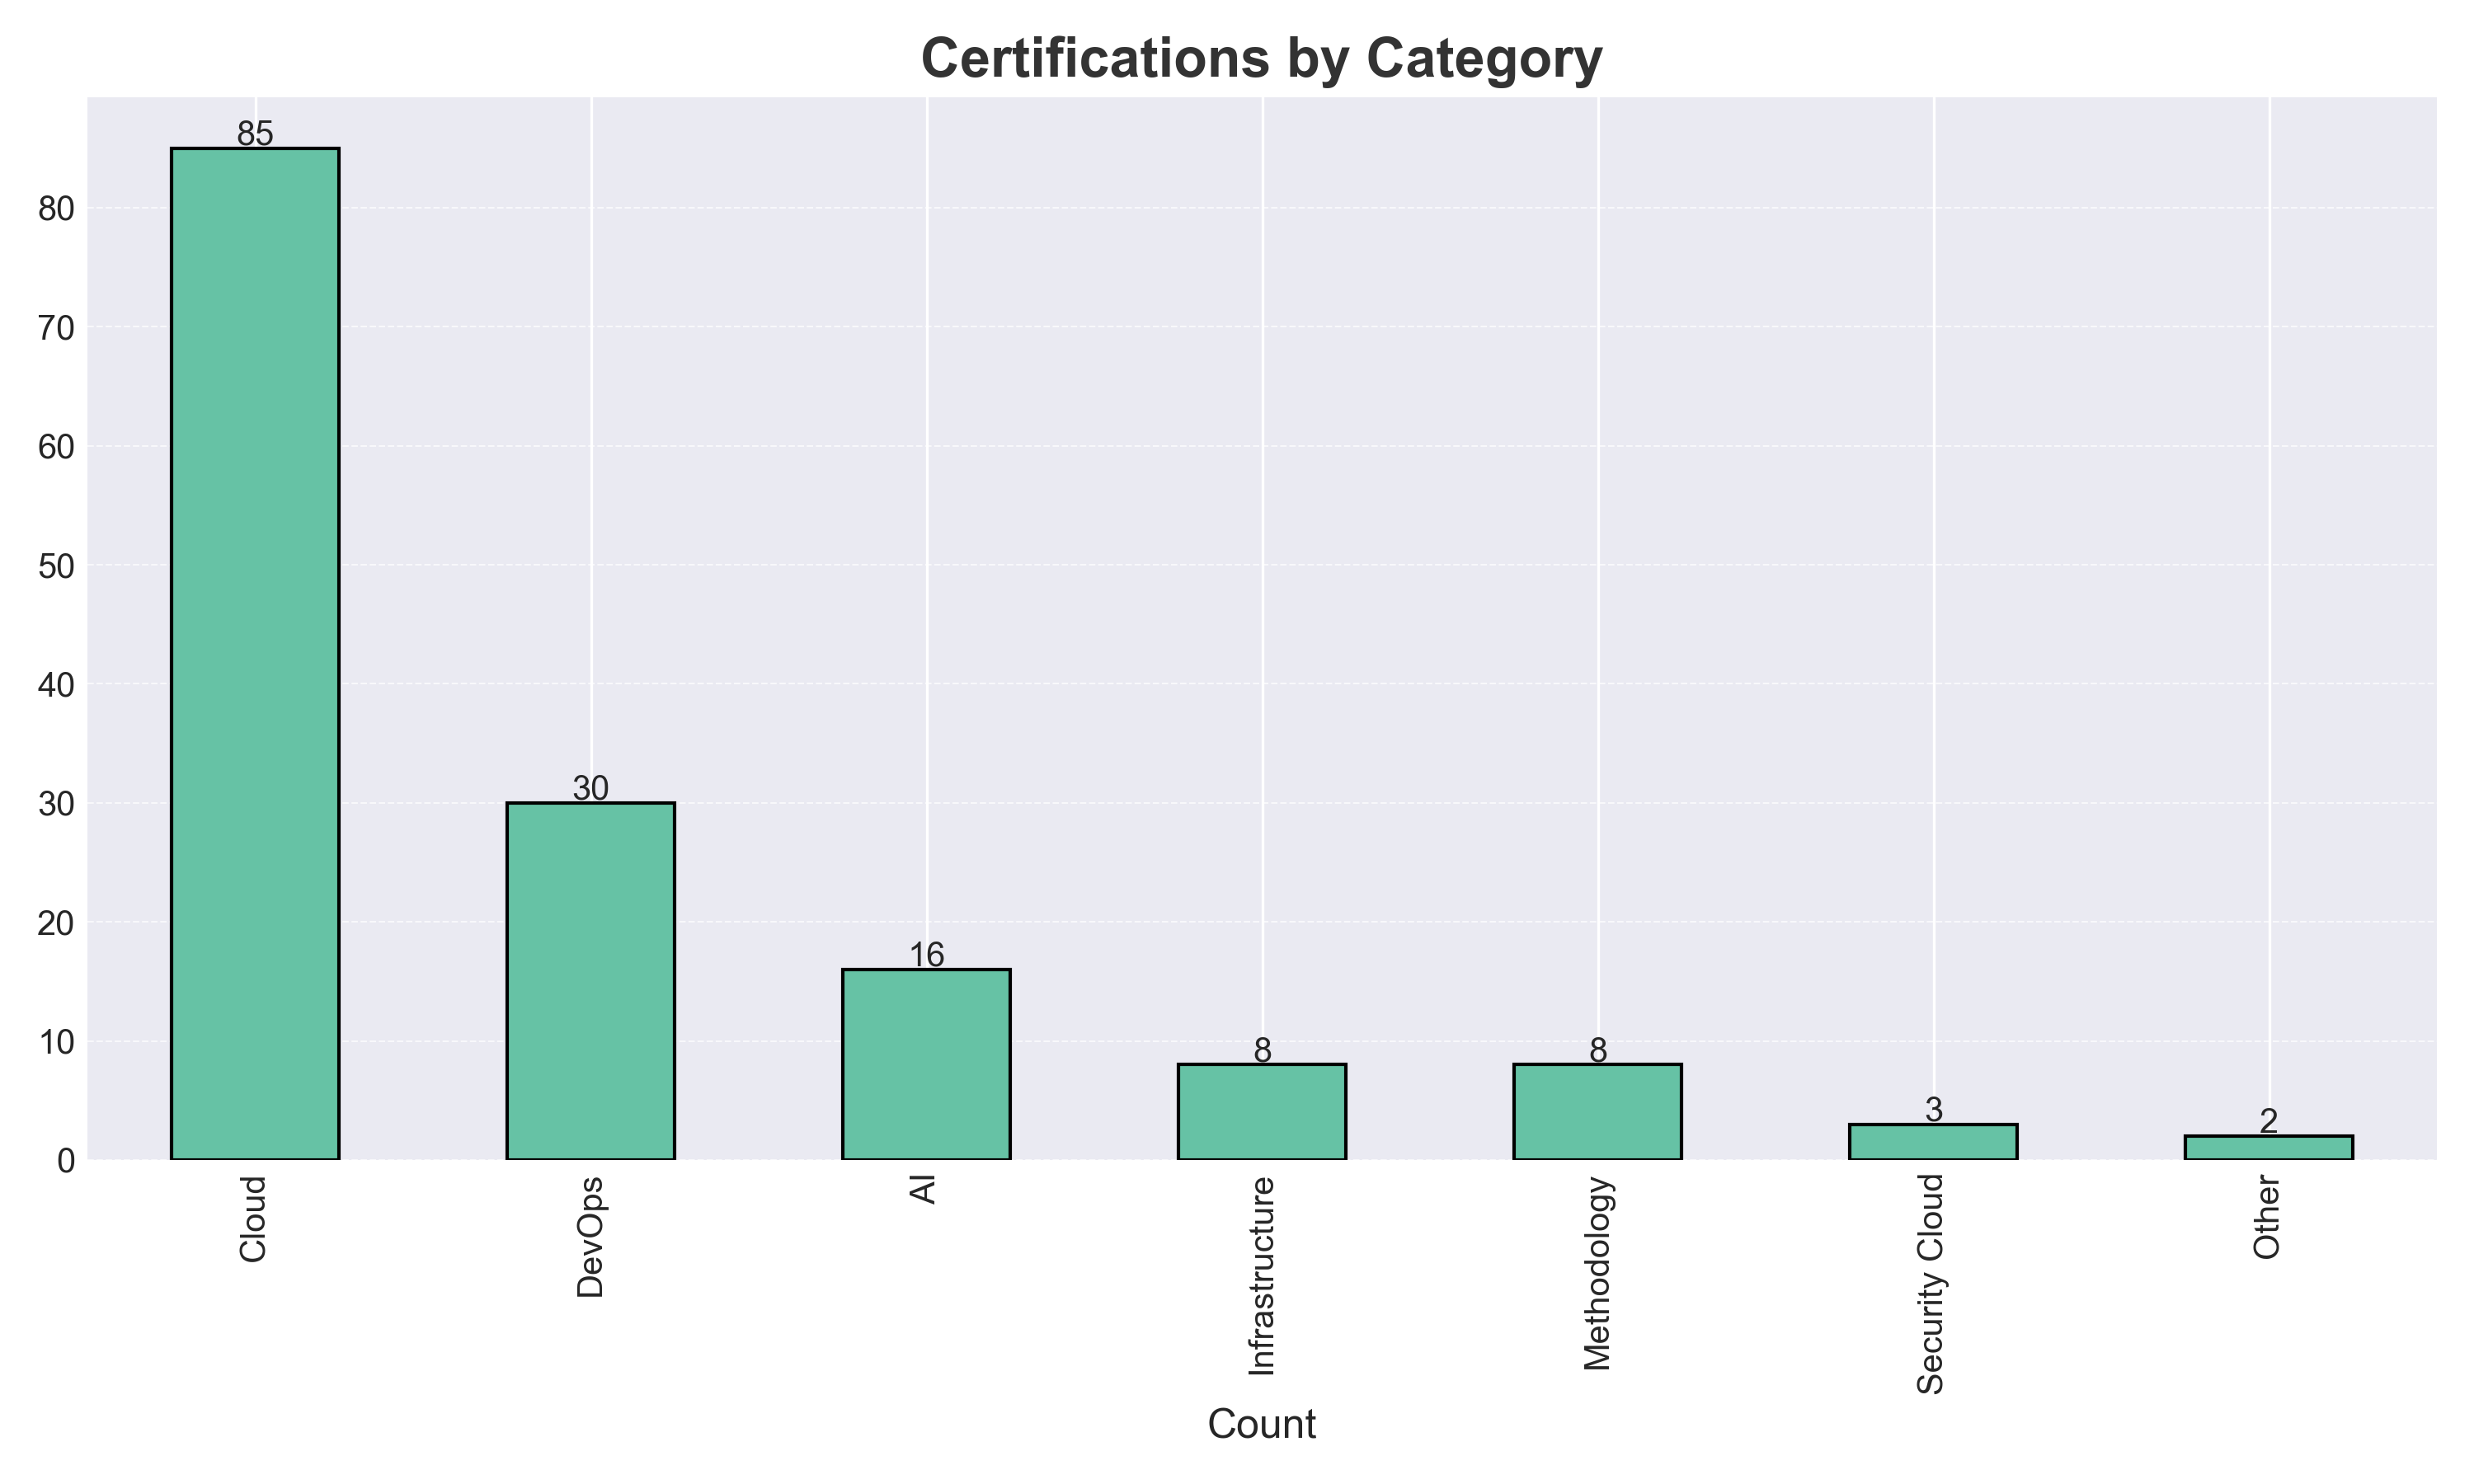 Certifications by Category
85
80
70
60
50
40
30
30
20
16
10
8
8
3
2
0
Cloud
DevOps
AI
Infrastructure
Methodology
Security Cloud
Other
Count